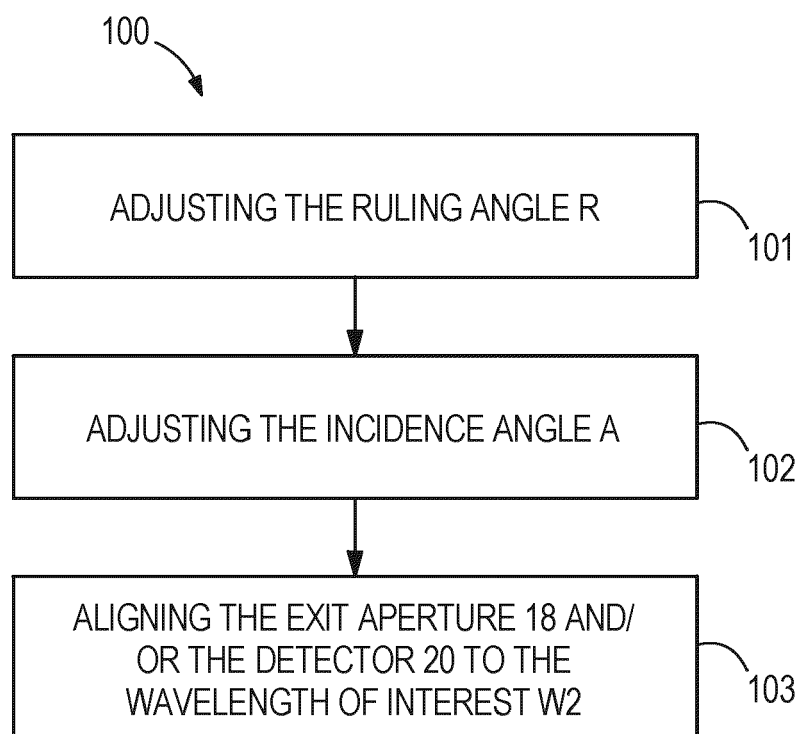 100
ADJUSTING THE RULING ANGLE R
101
ADJUSTING THE INCIDENCE ANGLE A
102
ALIGNING THE EXIT APERTURE 18 AND/
OR THE DETECTOR 20 TO THE
WAVELENGTH OF INTEREST W2
103